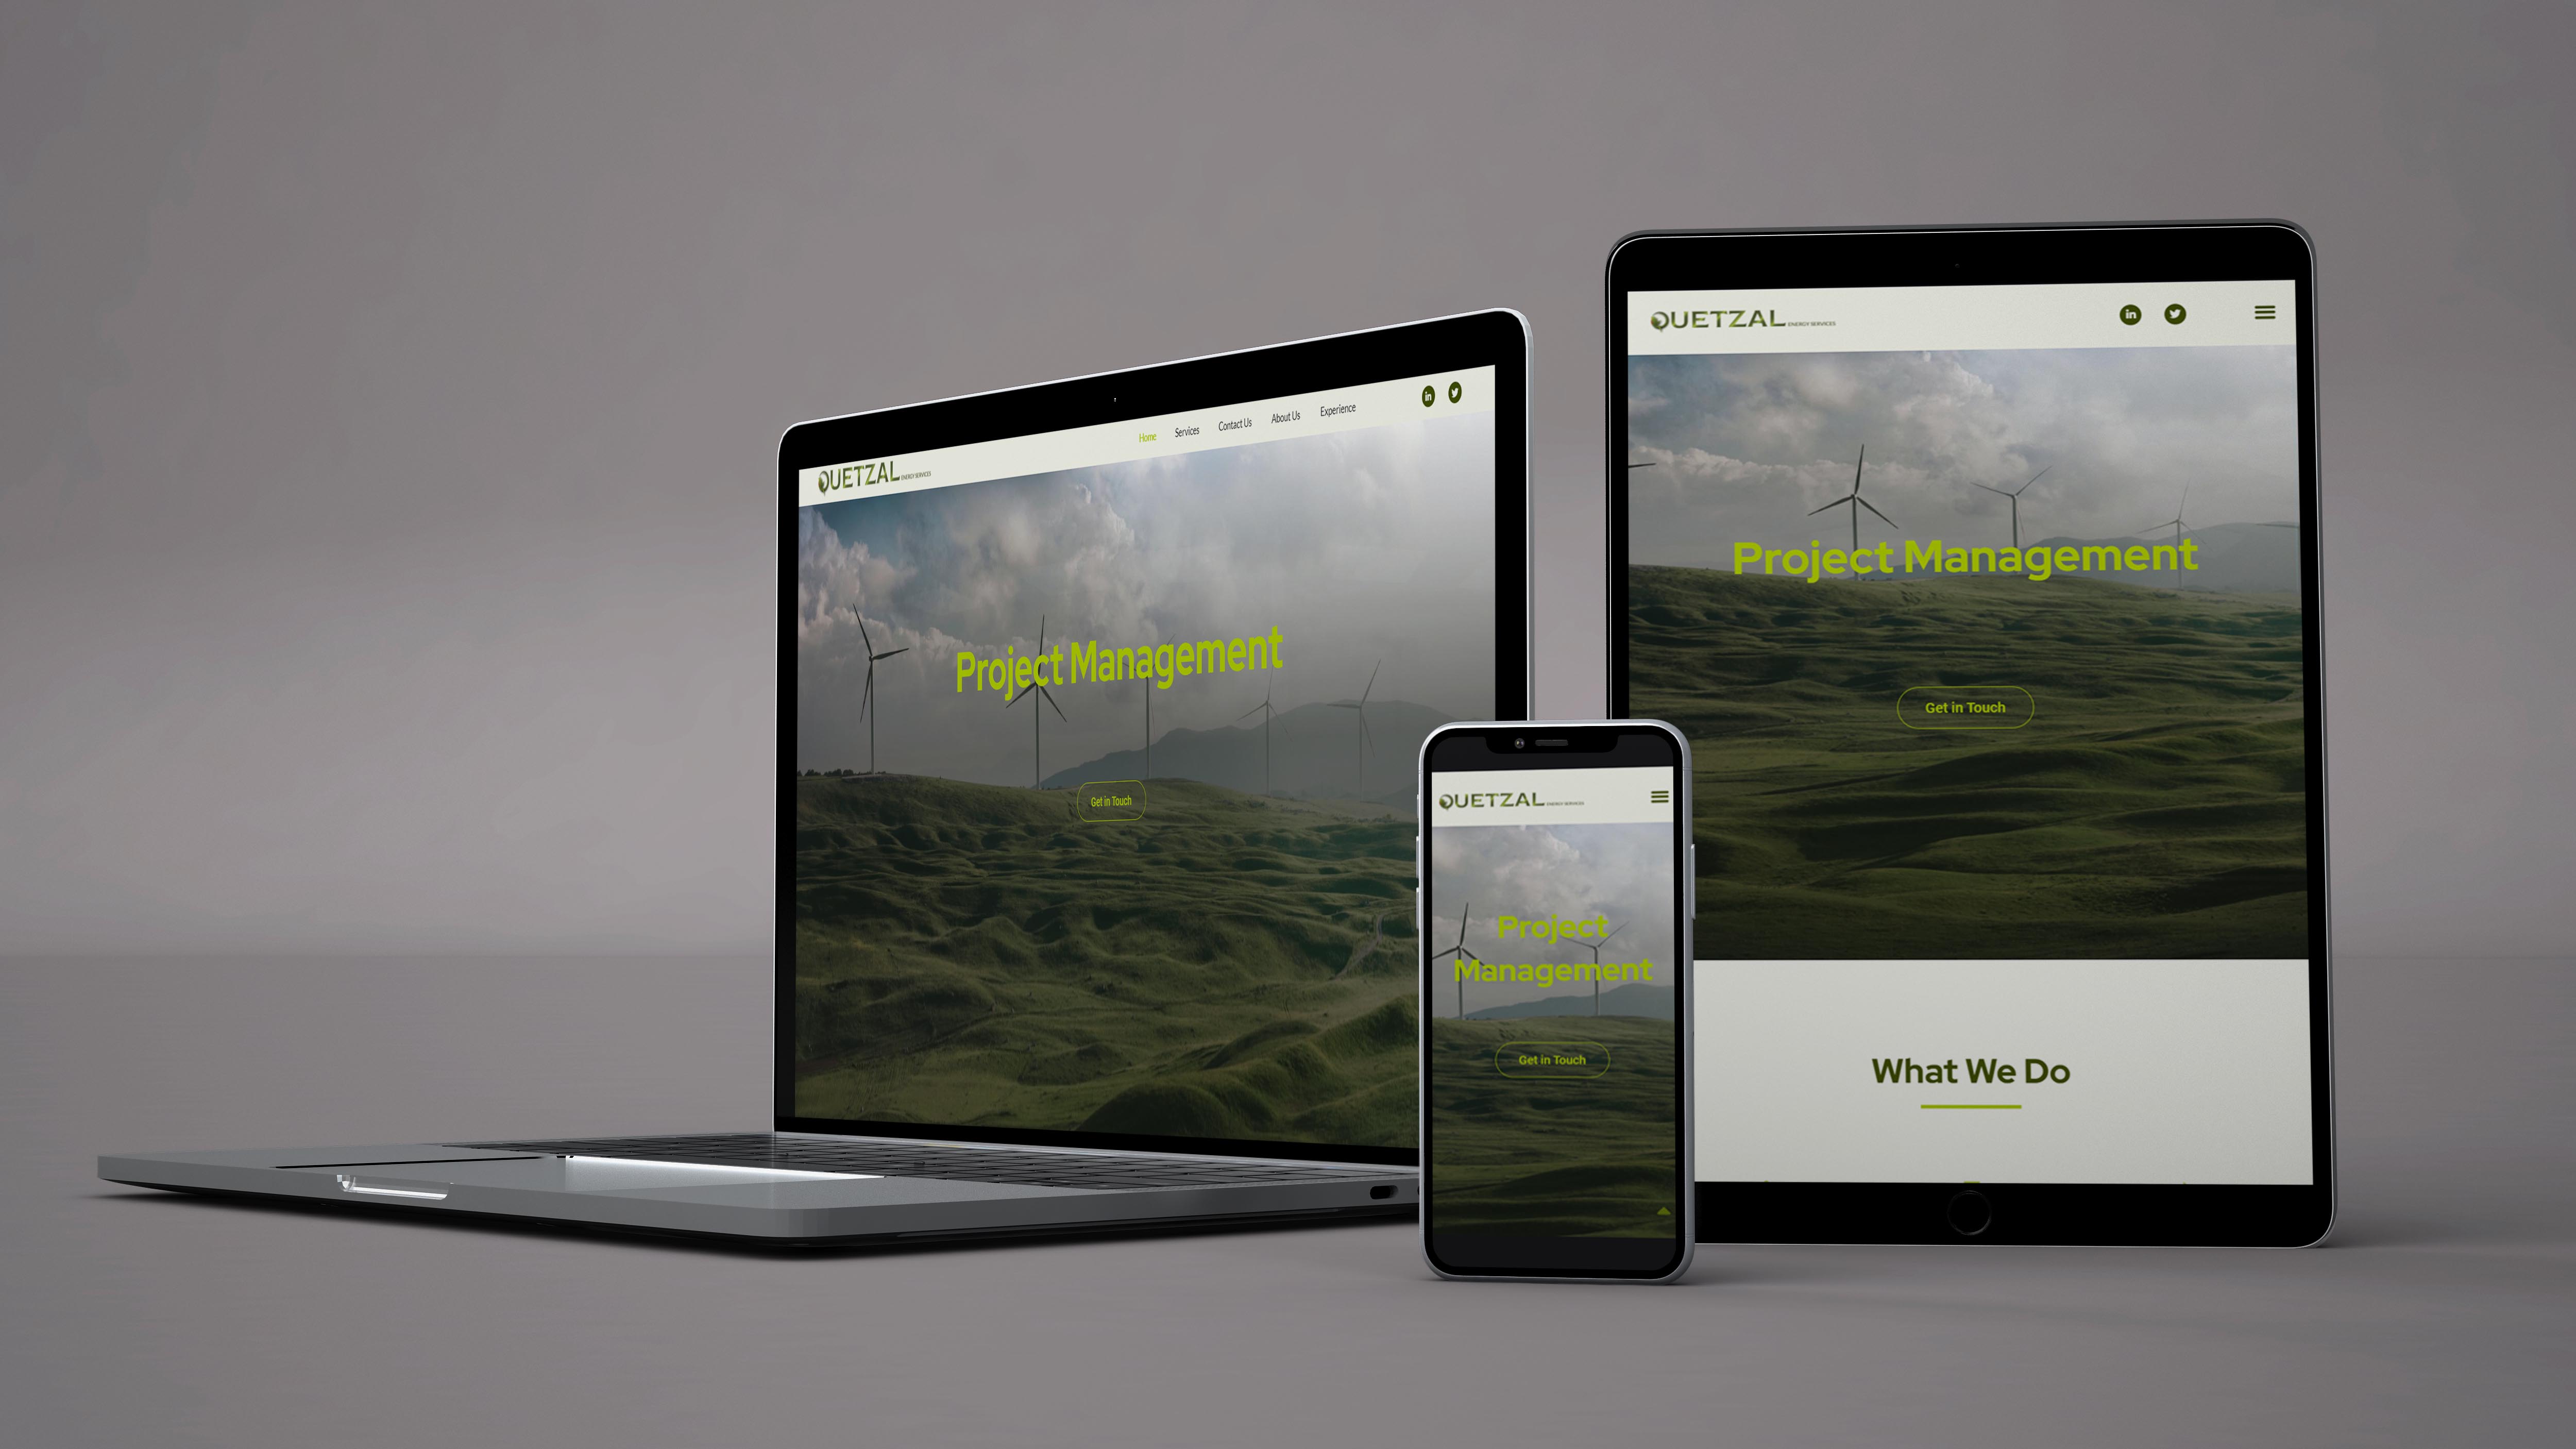 QUETZAL ENERGY SERVICES
Home Services Contact Us About Us Experience
in
Project Management
Get in Touch
QUETZAL ENERGY SERVICES
in
Project Management
Get in Touch
What We Do
QUETZAL ENERGY SERVICES
Project
Management
Get in Touch